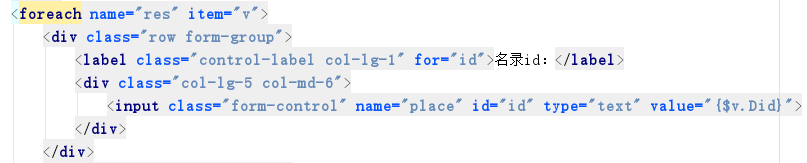 <foreach name="res" item="v">
<div class="row form-group">
<label class="control-label col-lg-1" for="id">名录id：</label>
<div class="col-lg-5 col-md-6">
<input class="form-control" name="place" id="id" type="text" value="{$v.Did}">
</div>
</div>